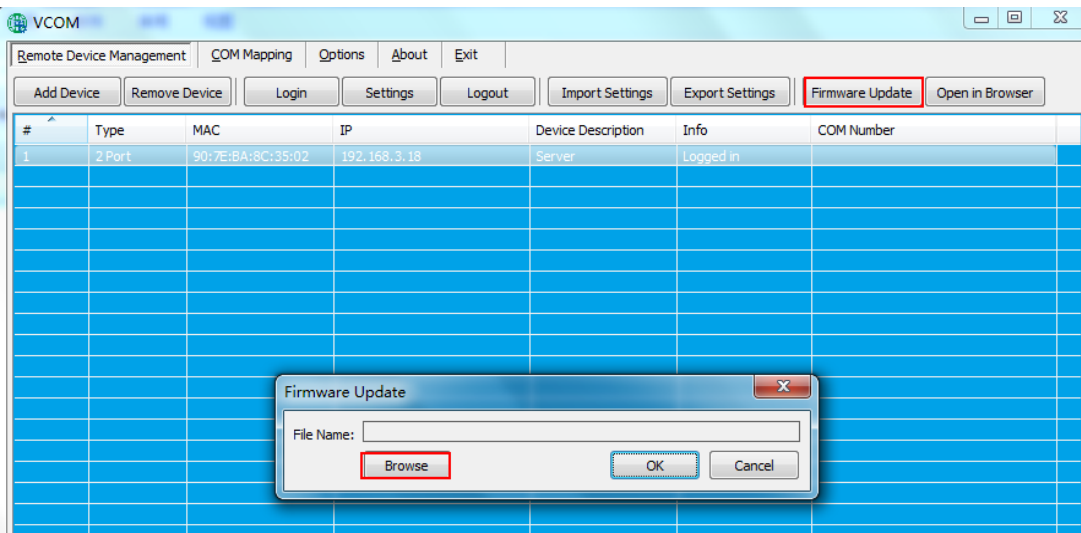 VCOM
Remote Device Management COM Mapping Options About Exit
Add Device Remove Device Login Settings Logout Import Settings Export Settings Firmware Update Open in Browser
# Type MAC IP Device Description Info COM Number
1 2 Port 90:7E:BA:8C:35:02 192.168.3.18 Server Logged in
Firmware Update
File Name:
Browse OK Cancel